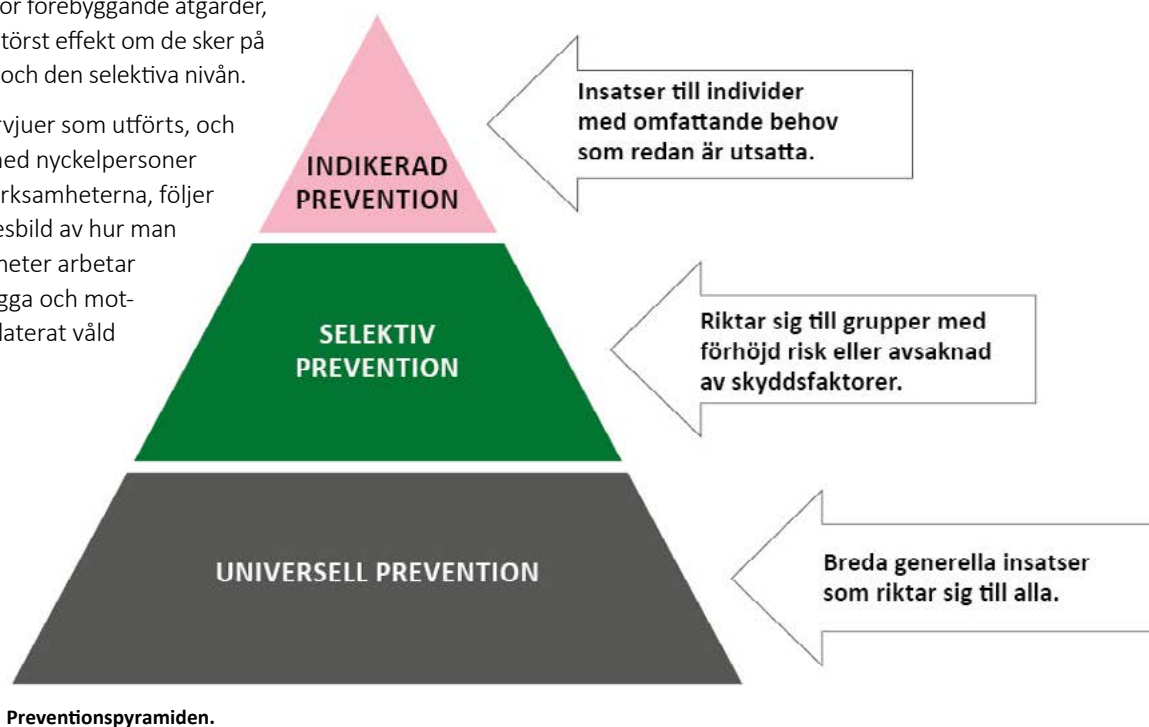 or förebyggande åtgärder,
törst effekt om de sker på
och den selektiva nivån.
rvjuer som utförts, och
ned nyckelpersoner
rksamheterna, följer
esbild av hur man
heter arbetar
gga och mot-
laterat våld
INDIKERAD
PREVENTION
Insatser till individer
med omfattande behov
som redan är utsatta.
SELEKTIV
PREVENTION
Riktar sig till grupper med
förhöjd risk eller avsaknad
av skyddsfaktorer.
UNIVERSELL PREVENTION
Breda generella insatser
som riktar sig till alla.
Preventionspyramiden.